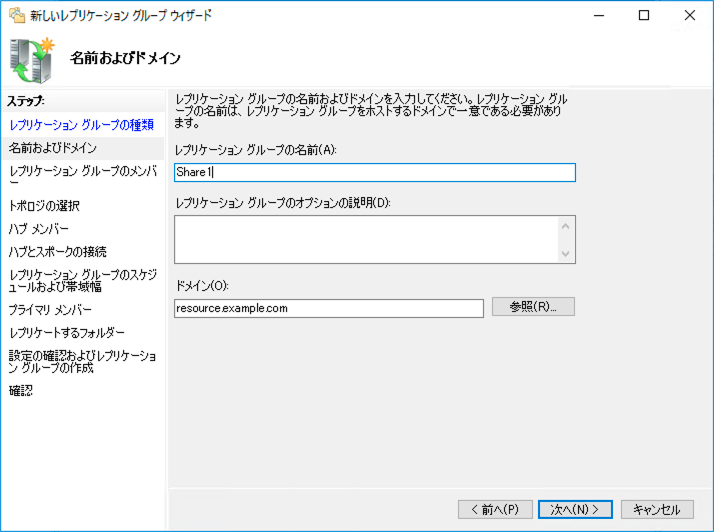 新しいレプリケーション グループ ウィザード
名前およびドメイン
ステップ:
レプリケーション グループの種類
名前およびドメイン
レプリケーション グループのメンバ
ー
トポロジの選択
ハブ メンバー
ハブとスポークの接続
レプリケーション グループのスケジ
ュールおよび帯域幅
プライマリ メンバー
レプリケートするフォルダー
設定の確認およびレプリケーショ
ン グループの作成
確認
レプリケーション グループの名前およびドメインを入力してください。レプリケーション グル
ープの名前は、レプリケーション グループをホストするドメインで一意である必要があり
ます。
レプリケーション グループの名前(A):
Share1
レプリケーション グループのオプションの説明(D):
ドメイン(O):
resource.example.com
参照(R)...
< 前へ(P)
次へ(N) >
キャンセル